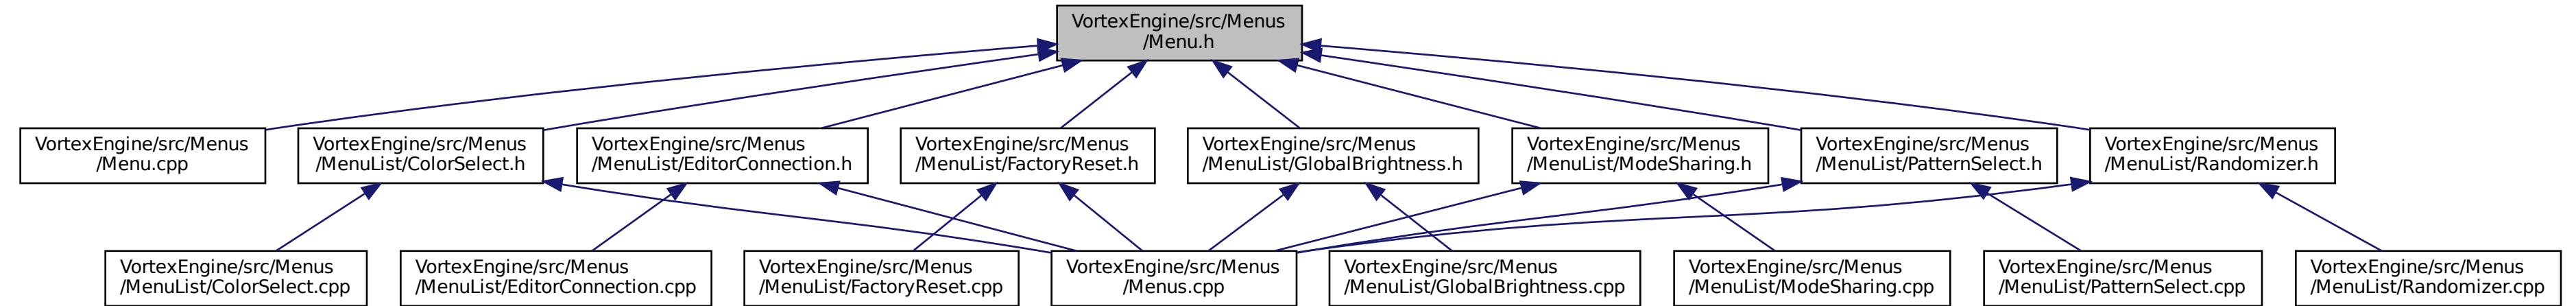 VortexEngine/src/Menus
/Menu.h
VortexEngine/src/Menus
/Menu.cpp
VortexEngine/src/Menus
/MenuList/ColorSelect.h
VortexEngine/src/Menus
/MenuList/EditorConnection.h
VortexEngine/src/Menus
/MenuList/FactoryReset.h
VortexEngine/src/Menus
/MenuList/GlobalBrightness.h
VortexEngine/src/Menus
/MenuList/ModeSharing.h
VortexEngine/src/Menus
/MenuList/PatternSelect.h
VortexEngine/src/Menus
/MenuList/Randomizer.h
VortexEngine/src/Menus
/MenuList/ColorSelect.cpp
VortexEngine/src/Menus
/MenuList/EditorConnection.cpp
VortexEngine/src/Menus
/MenuList/FactoryReset.cpp
VortexEngine/src/Menus
/Menus.cpp
VortexEngine/src/Menus
/MenuList/GlobalBrightness.cpp
VortexEngine/src/Menus
/MenuList/ModeSharing.cpp
VortexEngine/src/Menus
/MenuList/PatternSelect.cpp
VortexEngine/src/Menus
/MenuList/Randomizer.cpp